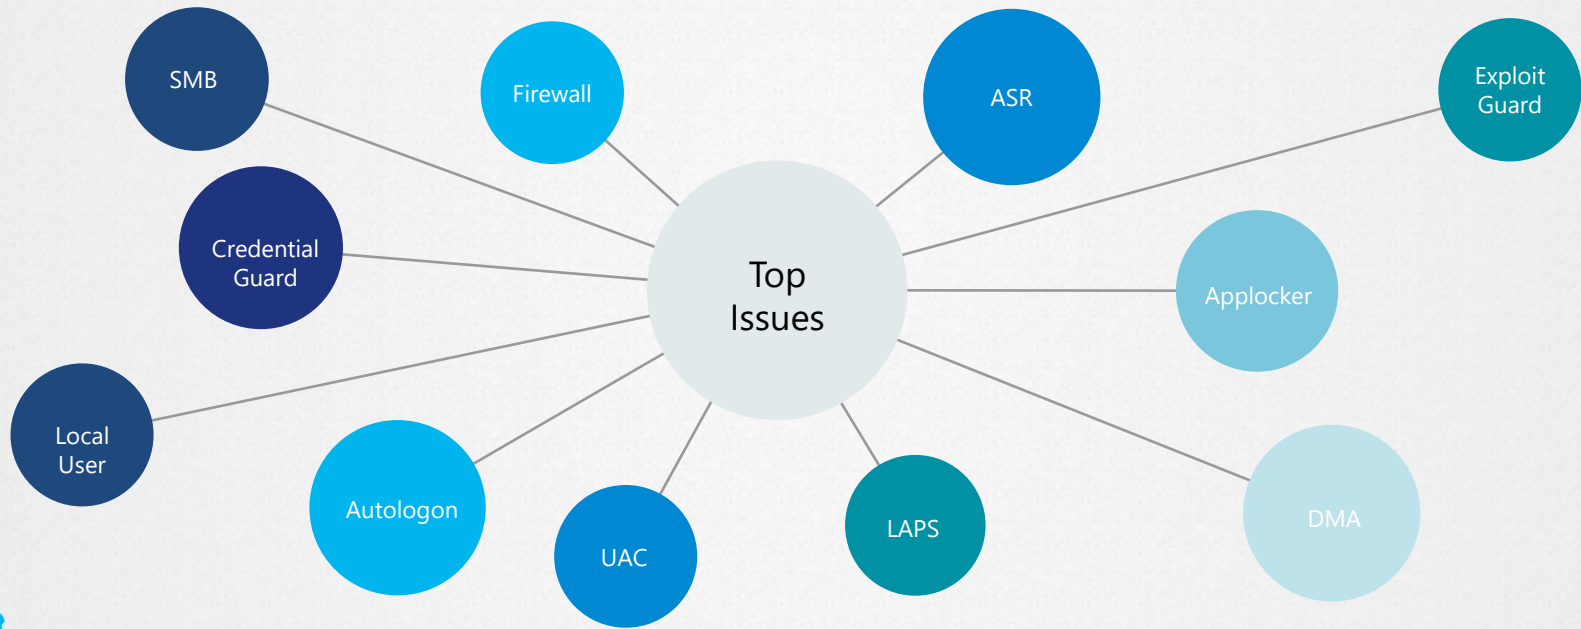 SMB
Firewall
ASR
Exploit
Guard
Credential
Guard
Top
Issues
Applocker
Local
User
Autologon
UAC
LAPS
DMA